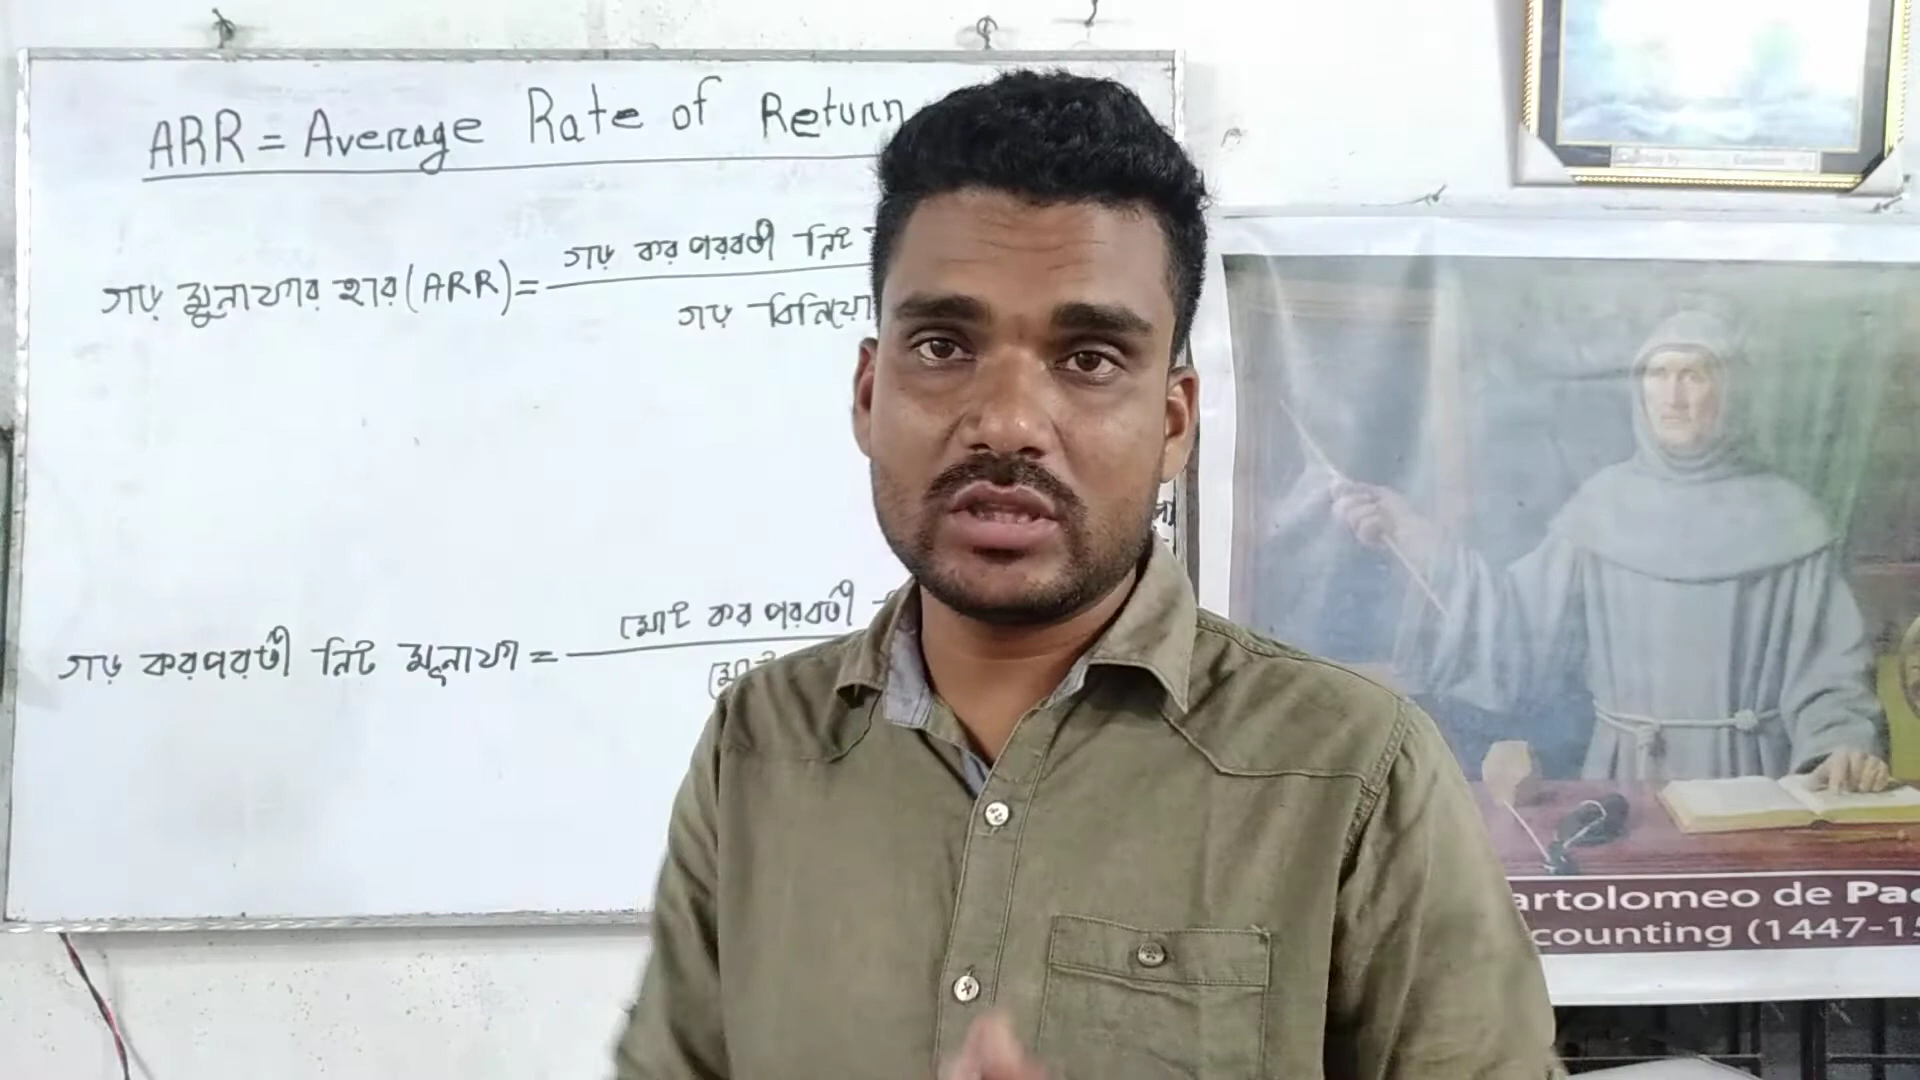 ARR = Average Rate of Return
গড় কর পরবর্তী নিট
গড় মুনাফার হার (ARR) =
গড়
গড় করপরবর্তী নিট মুনাফা =
মোট কর পরবর্তী
artolomeo de Pac
counting (1447-15